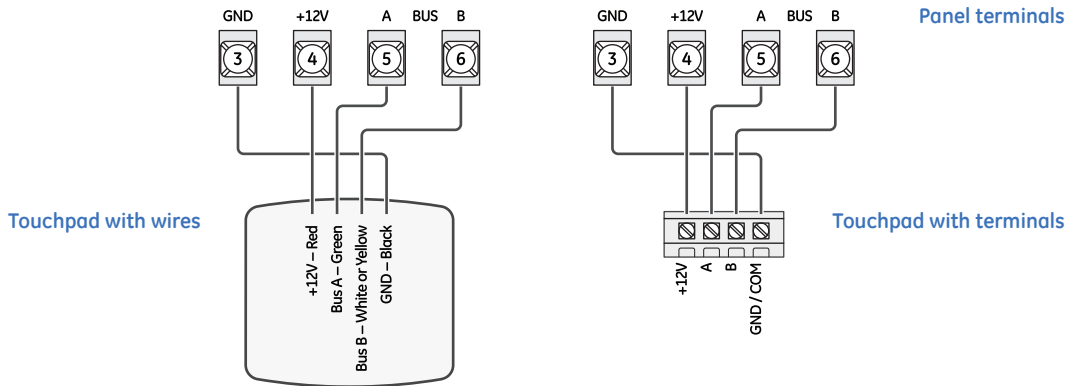 GND +12V A BUS B
3 4 5 6
GND +12V A BUS B
3 4 5 6
Panel terminals
Touchpad with wires
+12V – Red
Bus A – Green
Bus B – White or Yellow
GND – Black
+12V
A
B
GND / COM
Touchpad with terminals